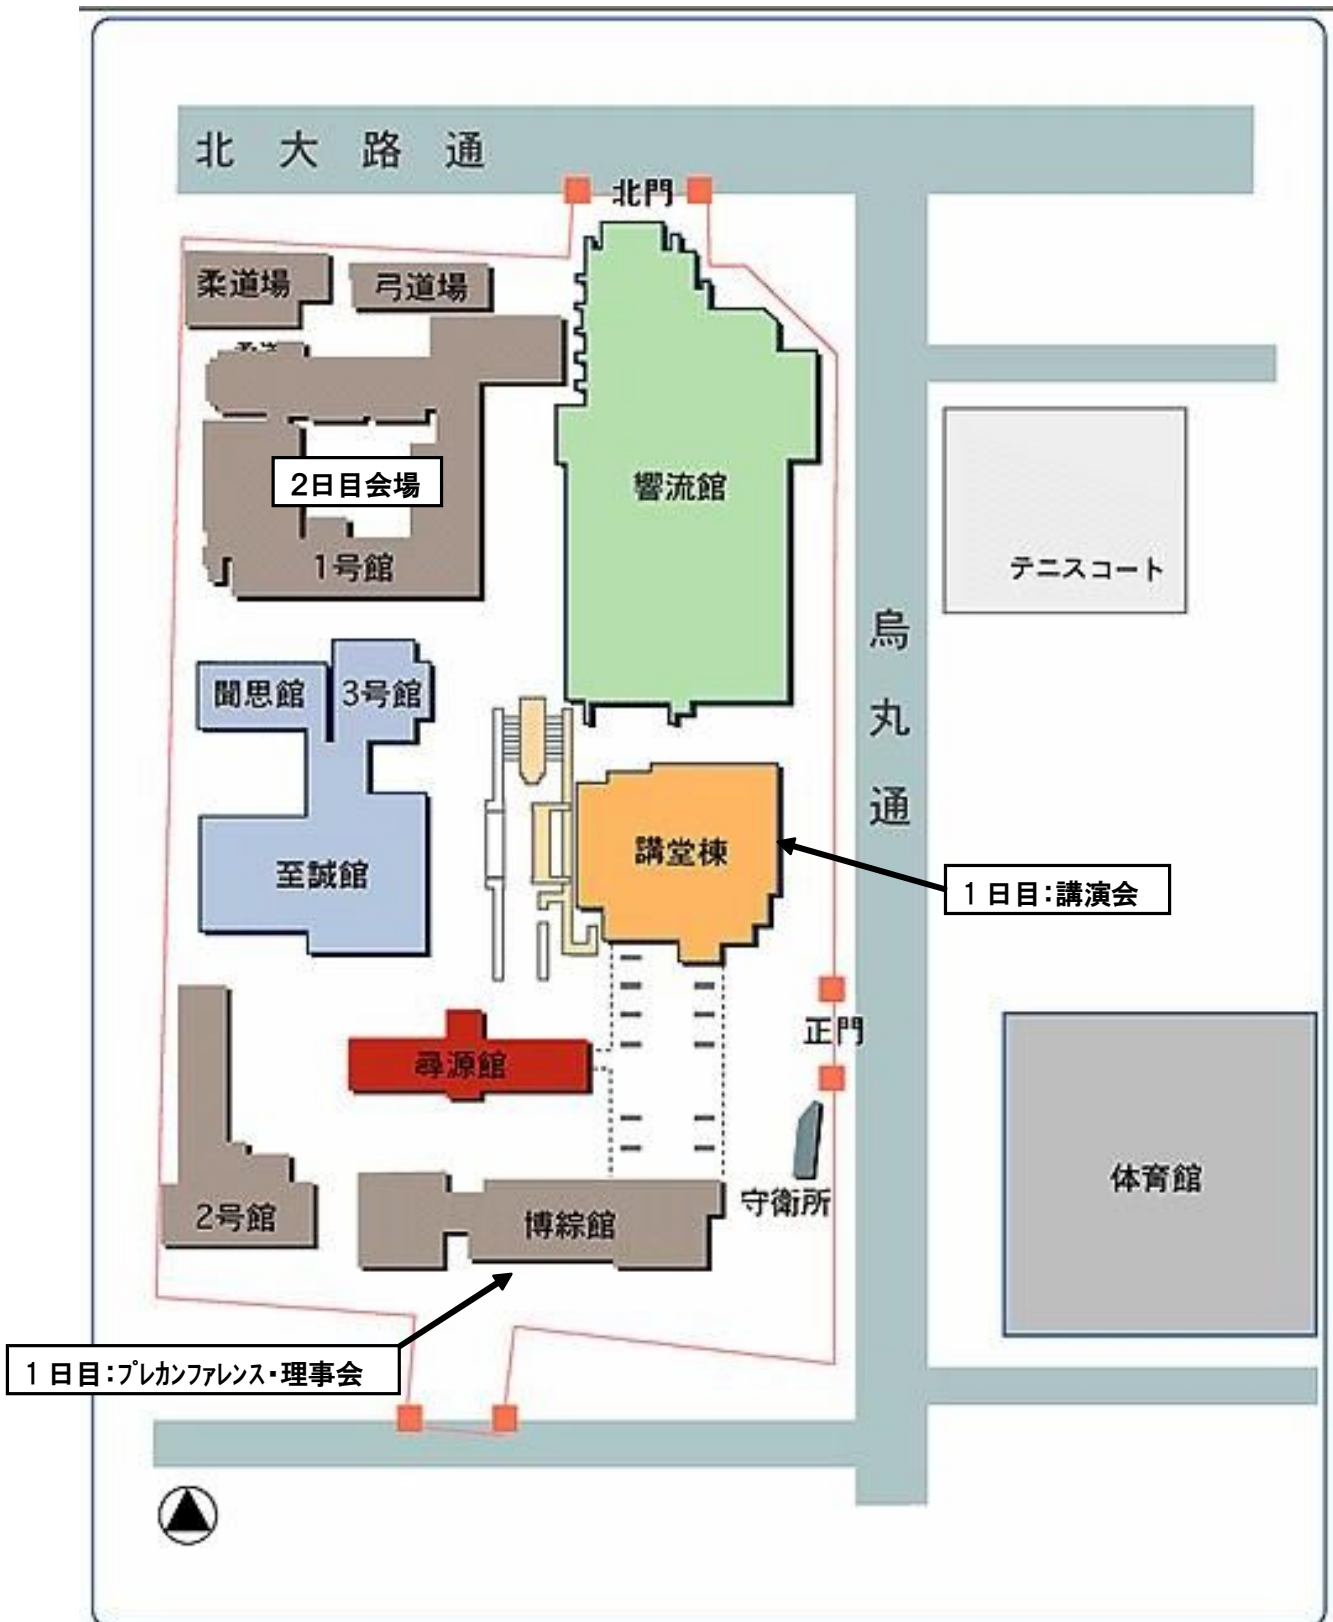 北大路通
北門
柔道場
弓道場
2日目会場
響流館
1号館
テニスコート
烏丸通
聞思館
3号館
講堂棟
至誠館
1日目:講演会
正門
尋源館
体育館
守衛所
2号館
博綜館
1日目:プレカンファレンス・理事会